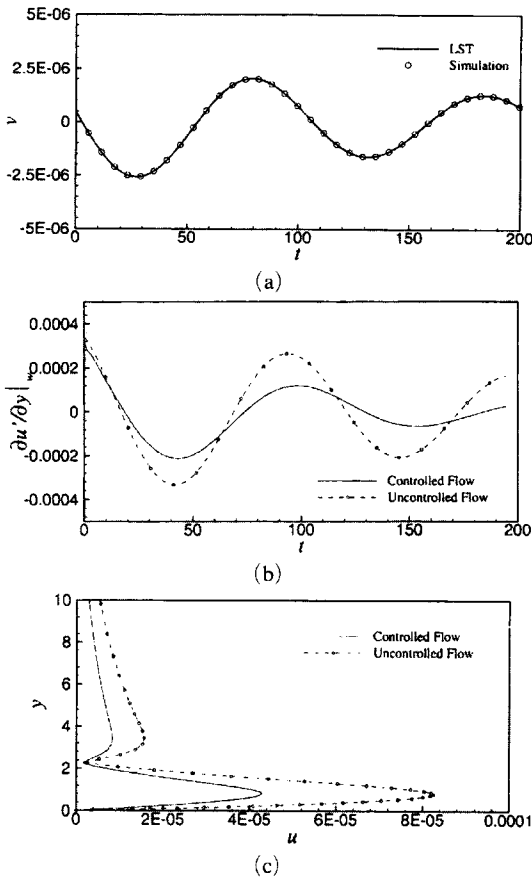 5E-06
2.5E-06
0
-2.5E-06
-5E-06
v
LST
Simulation
0 50 100 150 200
t
(a)
0.0004
0.0002
0
-0.0002
-0.0004
∂u'/∂y|w
Controlled Flow
Uncontrolled Flow
0 50 100 150 200
t
(b)
10
8
6
4
2
0
y
Controlled Flow
Uncontrolled Flow
0 2E-05 4E-05 6E-05 8E-05 0.0001
u
(c)